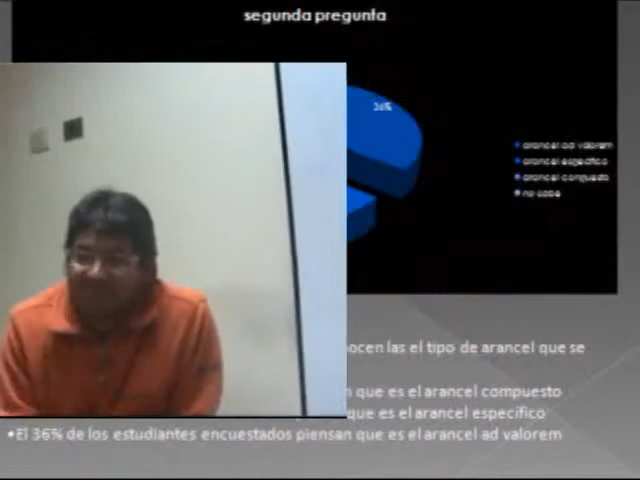 segunda pregunta
36%
arancel ad valorem
arancel especifico
arancel compuesto
no sabe
ocen las el tipo de arancel que se
que es el arancel compuesto
que es el arancel específico
•El 36% de los estudiantes encuestados piensan que es el arancel ad valorem